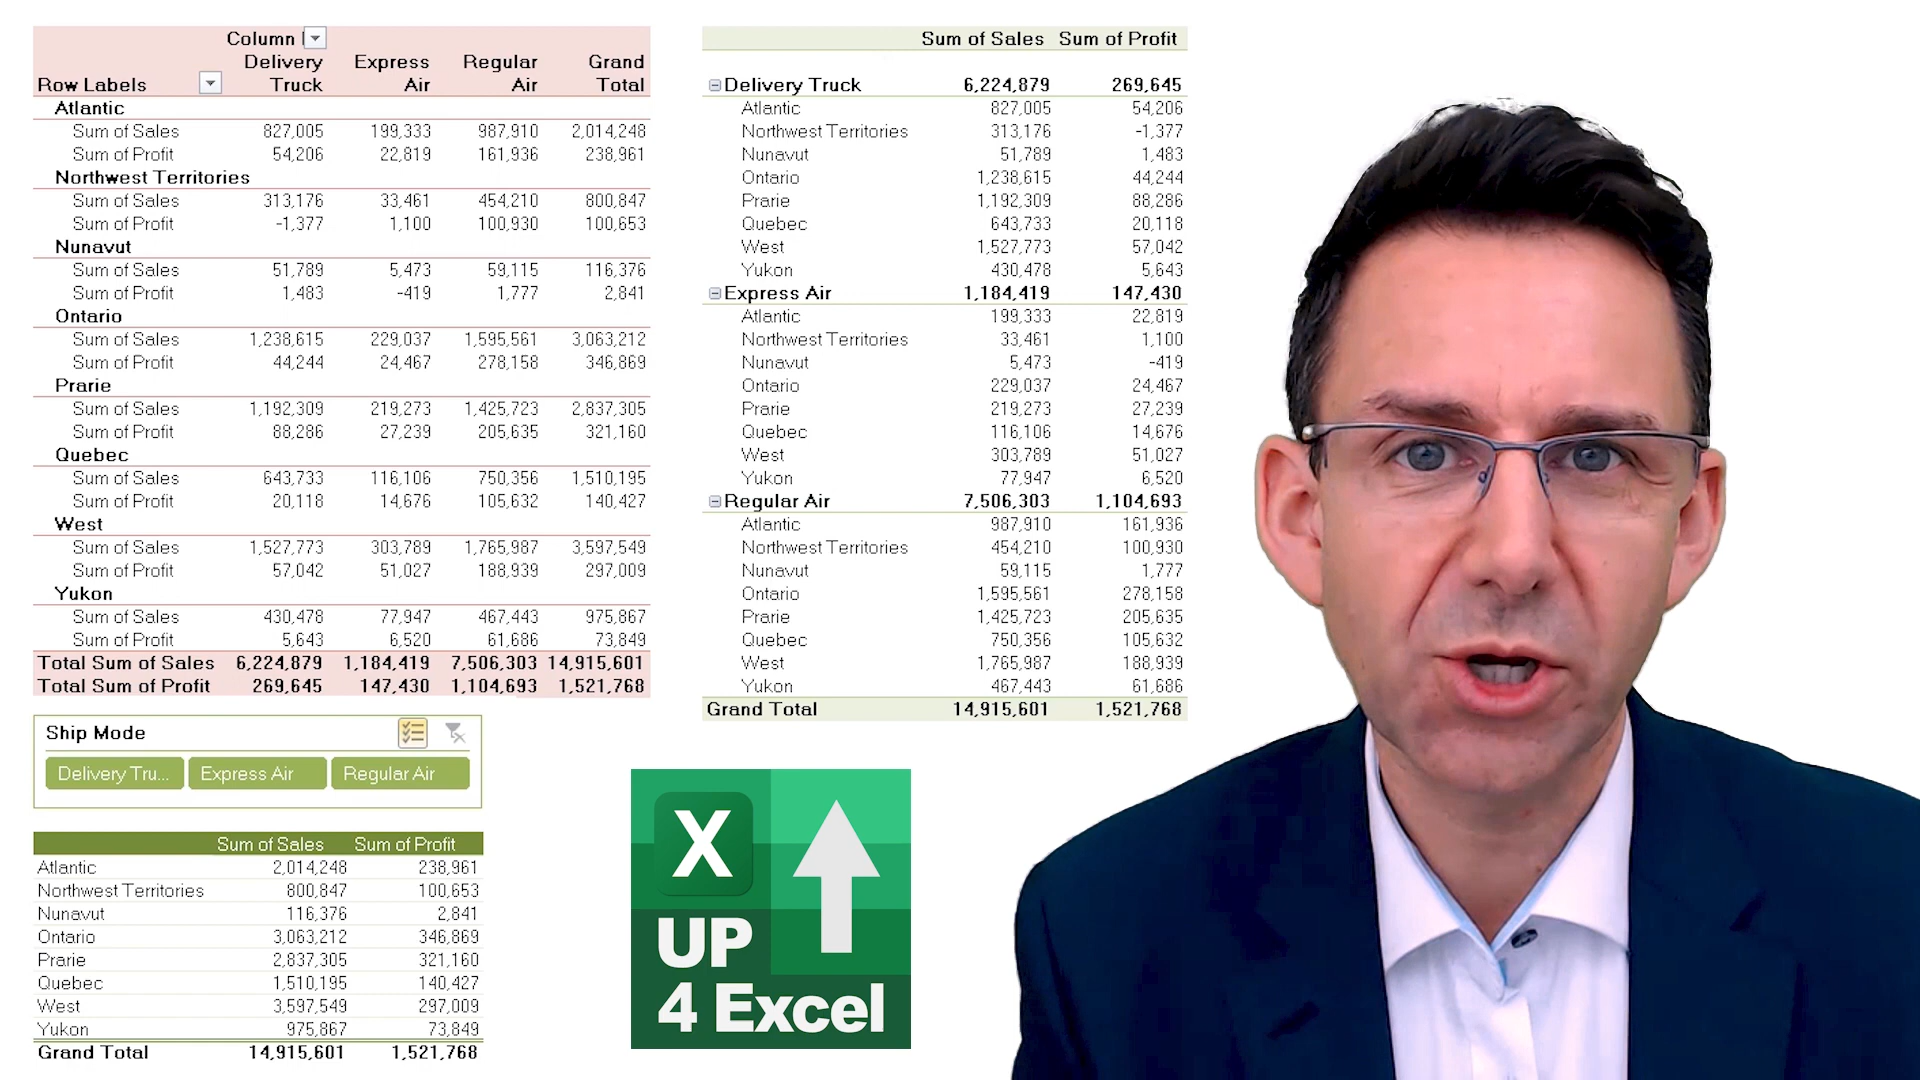 Column
Delivery Express Regular Grand
Row Labels Truck Air Air Total
Atlantic
Sum of Sales 827,005 199,333 987,910 2,014,248
Sum of Profit 54,206 22,819 161,936 238,961
Northwest Territories
Sum of Sales 313,176 33,461 454,210 800,847
Sum of Profit -1,377 1,100 100,930 100,653
Nunavut
Sum of Sales 51,789 5,473 59,115 116,376
Sum of Profit 1,483 -419 1,777 2,841
Ontario
Sum of Sales 1,238,615 229,037 1,595,561 3,063,212
Sum of Profit 44,244 24,467 278,158 346,869
Prarie
Sum of Sales 1,192,309 219,273 1,425,723 2,837,305
Sum of Profit 88,286 27,239 205,635 321,160
Quebec
Sum of Sales 643,733 116,106 750,356 1,510,195
Sum of Profit 20,118 14,676 105,632 140,427
West
Sum of Sales 1,527,773 303,789 1,765,987 3,597,549
Sum of Profit 57,042 51,027 188,939 297,009
Yukon
Sum of Sales 430,478 77,947 467,443 975,867
Sum of Profit 5,643 6,520 61,686 73,849
Total Sum of Sales 6,224,879 1,184,419 7,506,303 14,915,601
Total Sum of Profit 269,645 147,430 1,104,693 1,521,768
Ship Mode
Delivery Tru... Express Air Regular Air
Sum of Sales Sum of Profit
Atlantic 2,014,248 238,961
Northwest Territories 800,847 100,653
Nunavut 116,376 2,841
Ontario 3,063,212 346,869
Prarie 2,837,305 321,160
Quebec 1,510,195 140,427
West 3,597,549 297,009
Yukon 975,867 73,849
Grand Total 14,915,601 1,521,768
Sum of Sales Sum of Profit
Delivery Truck 6,224,879 269,645
Atlantic 827,005 54,206
Northwest Territories 313,176 -1,377
Nunavut 51,789 1,483
Ontario 1,238,615 44,244
Prarie 1,192,309 88,286
Quebec 643,733 20,118
West 1,527,773 57,042
Yukon 430,478 5,643
Express Air 1,184,419 147,430
Atlantic 199,333 22,819
Northwest Territories 33,461 1,100
Nunavut 5,473 -419
Ontario 229,037 24,467
Prarie 219,273 27,239
Quebec 116,106 14,676
West 303,789 51,027
Yukon 77,947 6,520
Regular Air 7,506,303 1,104,693
Atlantic 987,910 161,936
Northwest Territories 454,210 100,930
Nunavut 59,115 1,777
Ontario 1,595,561 278,158
Prarie 1,425,723 205,635
Quebec 750,356 105,632
West 1,765,987 188,939
Yukon 467,443 61,686
Grand Total 14,915,601 1,521,768
X
UP
4 Excel